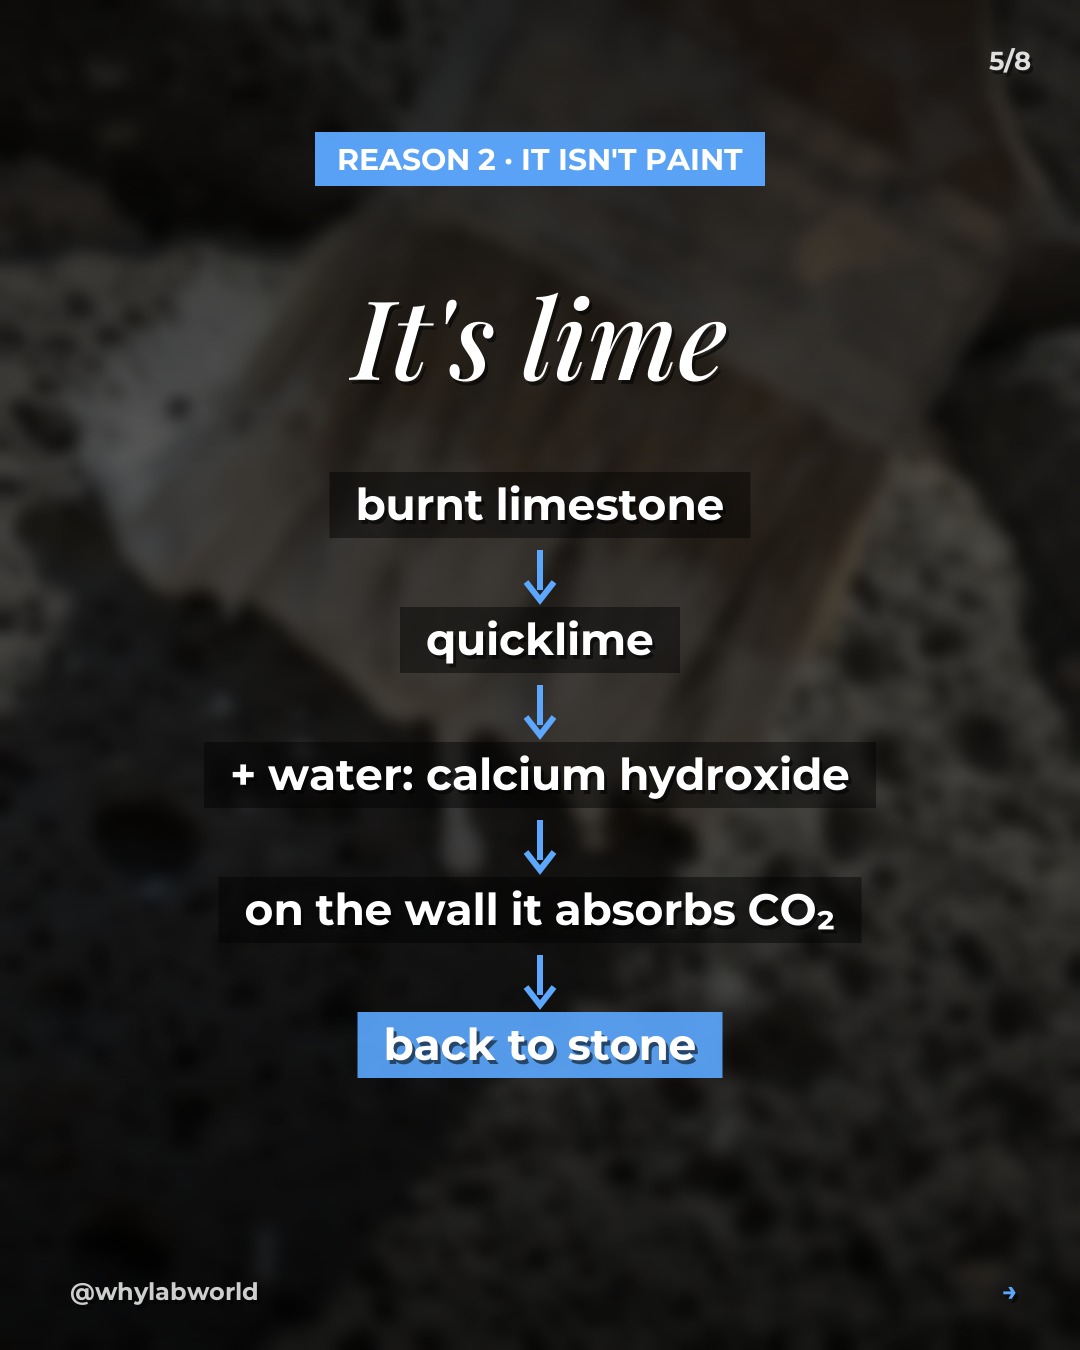 5/8
REASON 2 · IT ISN'T PAINT
It's lime
burnt limestone
↓
quicklime
↓
+ water: calcium hydroxide
↓
on the wall it absorbs CO₂
↓
back to stone
@whylabworld →